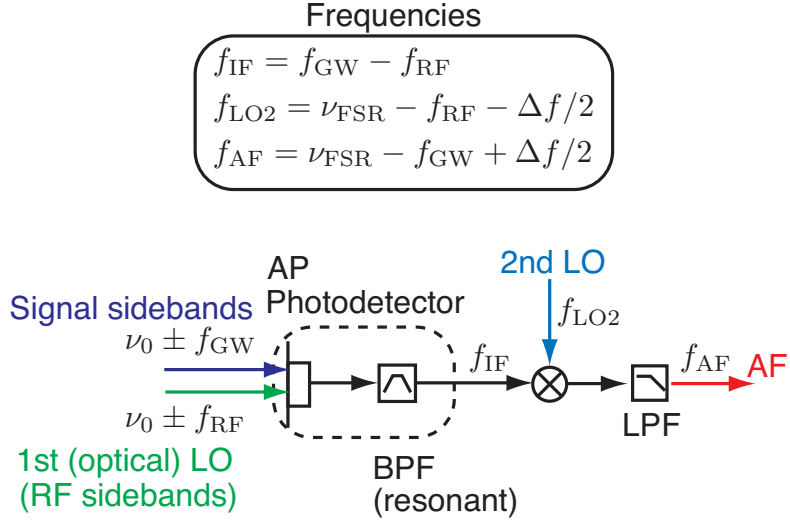 Frequencies
f_IF = f_GW − f_RF
f_LO2 = ν_FSR − f_RF − Δf/2
f_AF = ν_FSR − f_GW + Δf/2
2nd LO
AP
Photodetector
Signal sidebands
f_LO2
ν_0 ± f_GW
f_IF
f_AF
AF
ν_0 ± f_RF
LPF
1st (optical) LO
(RF sidebands)
BPF
(resonant)